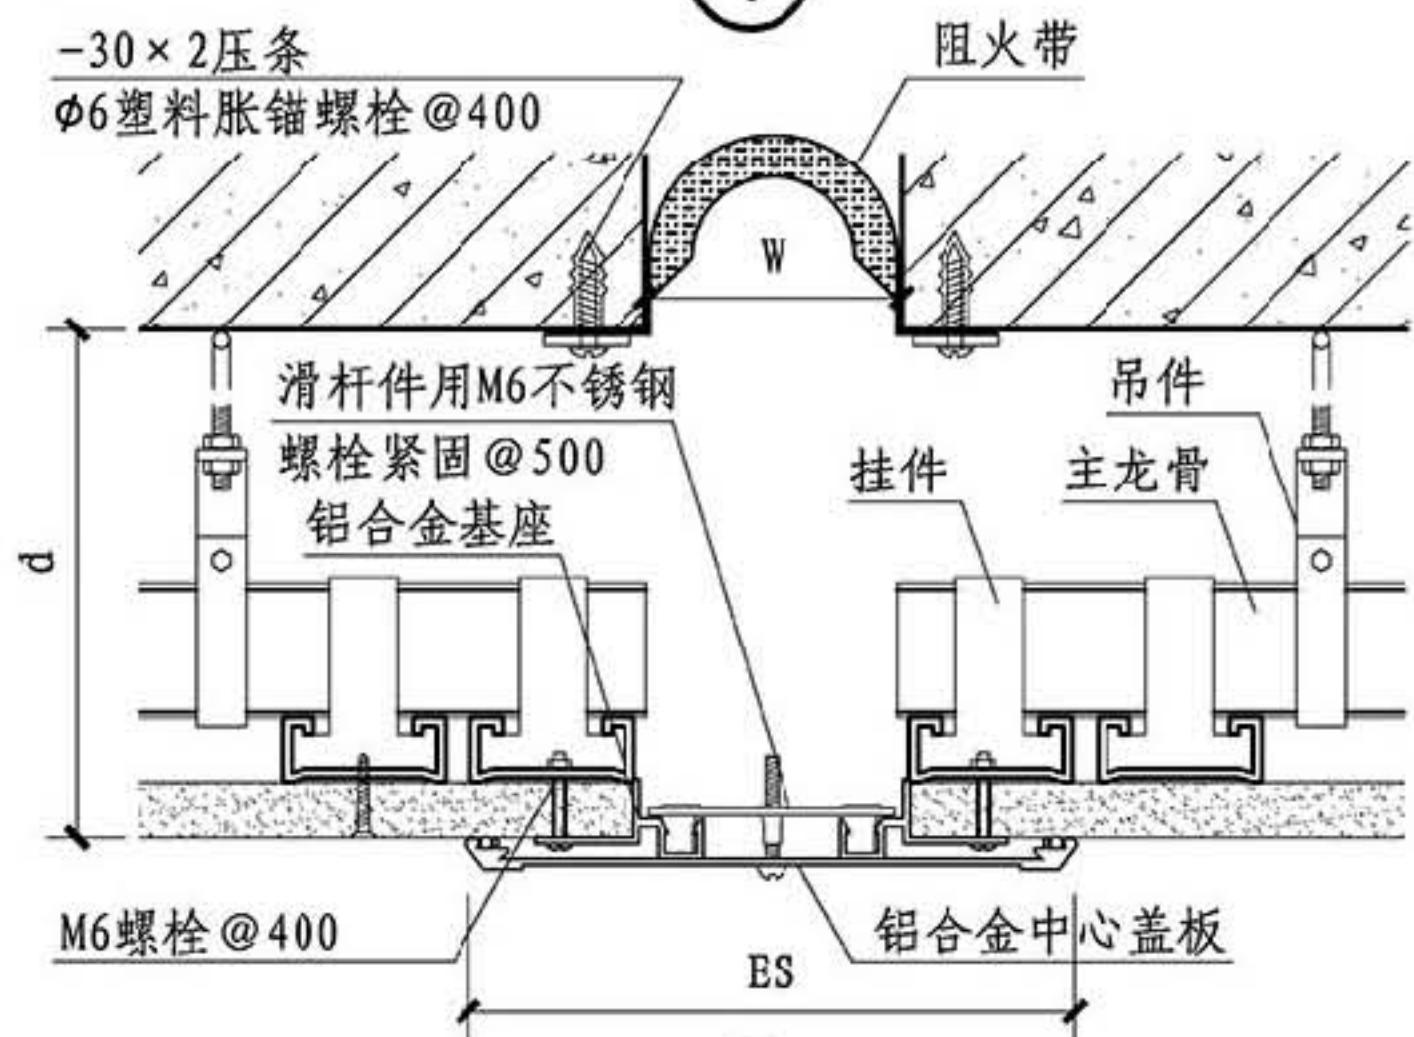 -30×2压条
阻火带
φ6塑料胀锚螺栓@400
W
滑杆件用M6不锈钢
螺栓紧固@500
吊件
挂件
主龙骨
铝合金基座
d
M6螺栓@400
铝合金中心盖板
ES